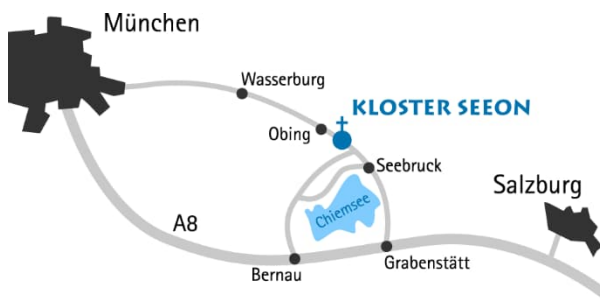 München
Wasserburg
KLOSTER SEEON
Obing
Seebruck
Salzburg
Chiemsee
A8
Grabenstätt
Bernau